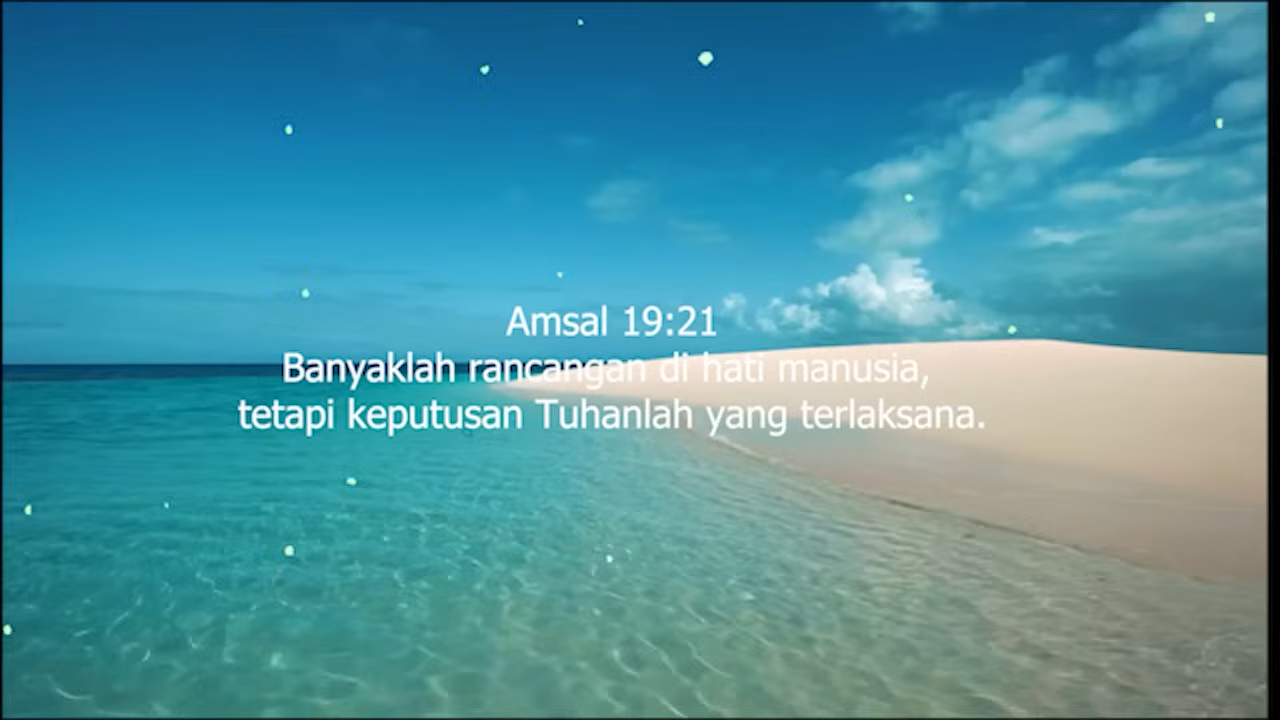 Amsal 19:21
Banyaklah rancangan di hati manusia,
tetapi keputusan Tuhanlah yang terlaksana.